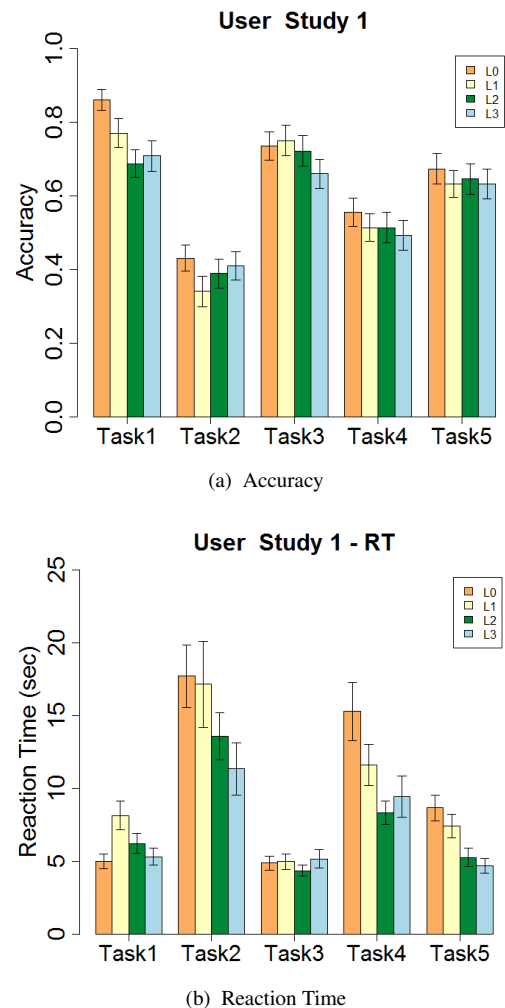 User Study 1
Accuracy
0.0
0.2
0.4
0.6
0.8
1.0
L0
L1
L2
L3
Task1 Task2 Task3 Task4 Task5
(a) Accuracy
User Study 1 - RT
Reaction Time (sec)
0
5
10
15
20
25
L0
L1
L2
L3
Task1 Task2 Task3 Task4 Task5
(b) Reaction Time